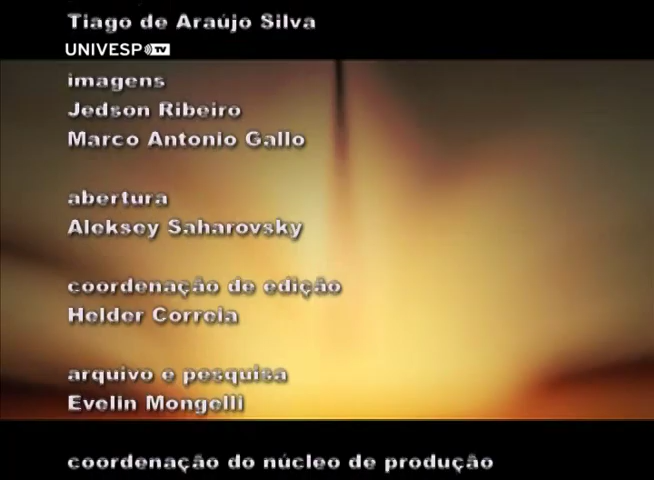 Tiago de Araújo Silva
UNIVESP TV
imagens
Jedson Ribeiro
Marco Antonio Gallo
abertura
Aleksey Saharovsky
coordenação de edição
Helder Correia
arquivo e pesquisa
Evelin Mongelli
coordenação do núcleo de produção